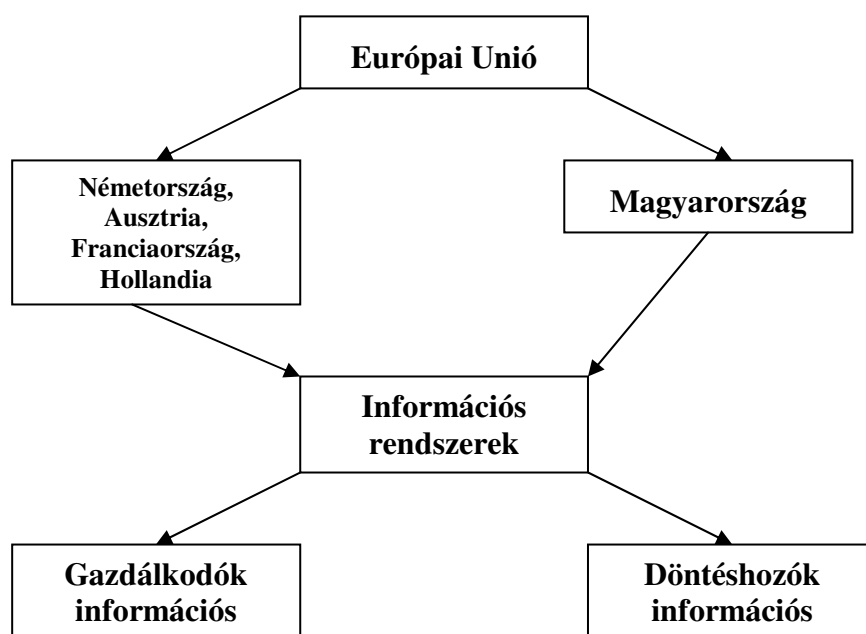 Európai Unió
Németország,
Ausztria,
Franciaország,
Hollandia
Magyarország
Információs
rendszerek
Gazdálkodók
információs
Döntéshozók
információs